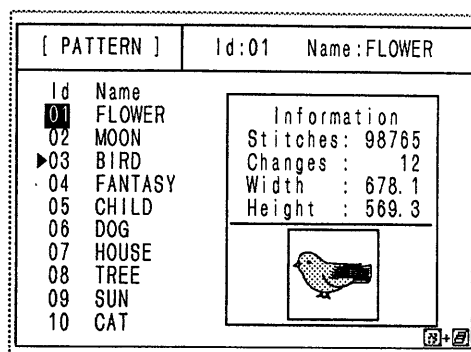 [ PATTERN ] Id:01 Name:FLOWER
Id Name
01 FLOWER
02 MOON
▶03 BIRD
04 FANTASY
05 CHILD
06 DOG
07 HOUSE
08 TREE
09 SUN
10 CAT
Information
Stitches: 98765
Changes : 12
Width : 678.1
Height : 569.3